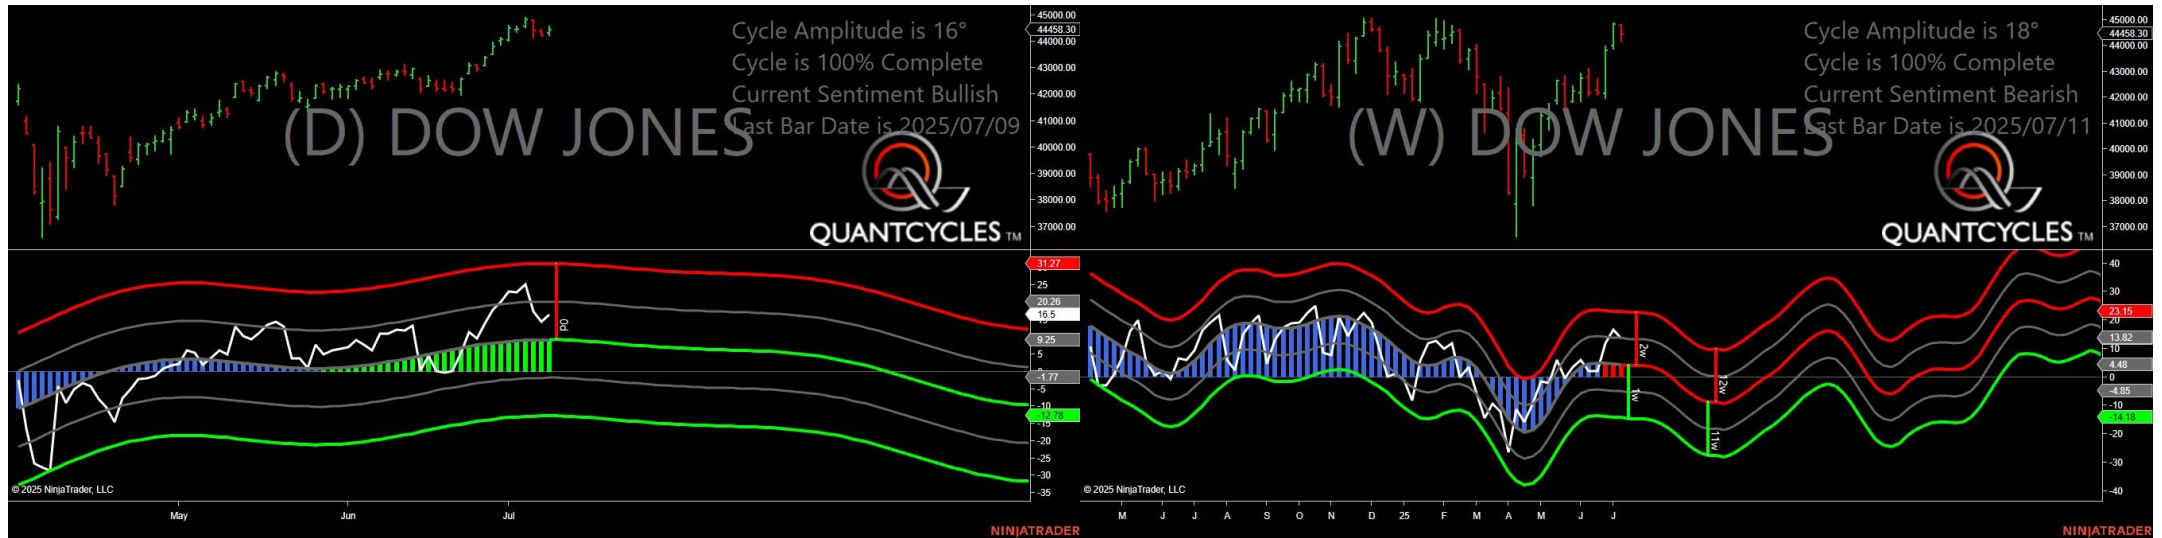 Cycle Amplitude is 16°
Cycle is 100% Complete
Current Sentiment Bullish
Last Bar Date is 2025/07/09
(D) DOW JONES
QUANTCYCLES TM
45000.00
44458.30
44000.00
43000.00
42000.00
41000.00
40000.00
39000.00
38000.00
37000.00
31.27
25
20.26
16.5
9.25
5
-1.77
-5
-10
-12.78
-15
-20
-25
-30
-35
0d
© 2025 NinjaTrader, LLC
May Jun Jul
NINJATRADER
Cycle Amplitude is 18°
Cycle is 100% Complete
Current Sentiment Bearish
Last Bar Date is 2025/07/11
(W) DOW JONES
QUANTCYCLES TM
45000.00
44458.30
44000.00
43000.00
42000.00
41000.00
40000.00
39000.00
38000.00
37000.00
40
30
23.15
20
13.82
10
4.48
0
-4.85
-10
-14.18
-20
-30
-40
2w
1w
12w
11w
© 2025 NinjaTrader, LLC
M J J A S O N D 25 F M A M J J
NINJATRADER